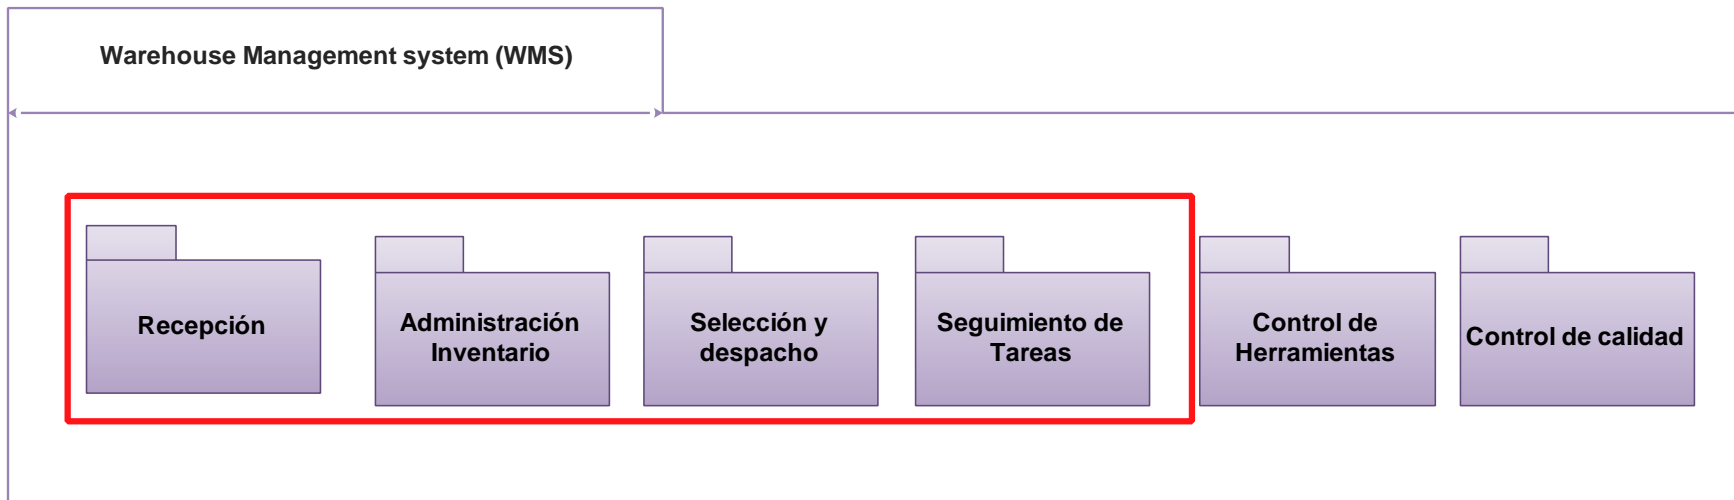 Warehouse Management system (WMS)
Recepción
Administración
Inventario
Selección y
despacho
Seguimiento de
Tareas
Control de
Herramientas
Control de calidad